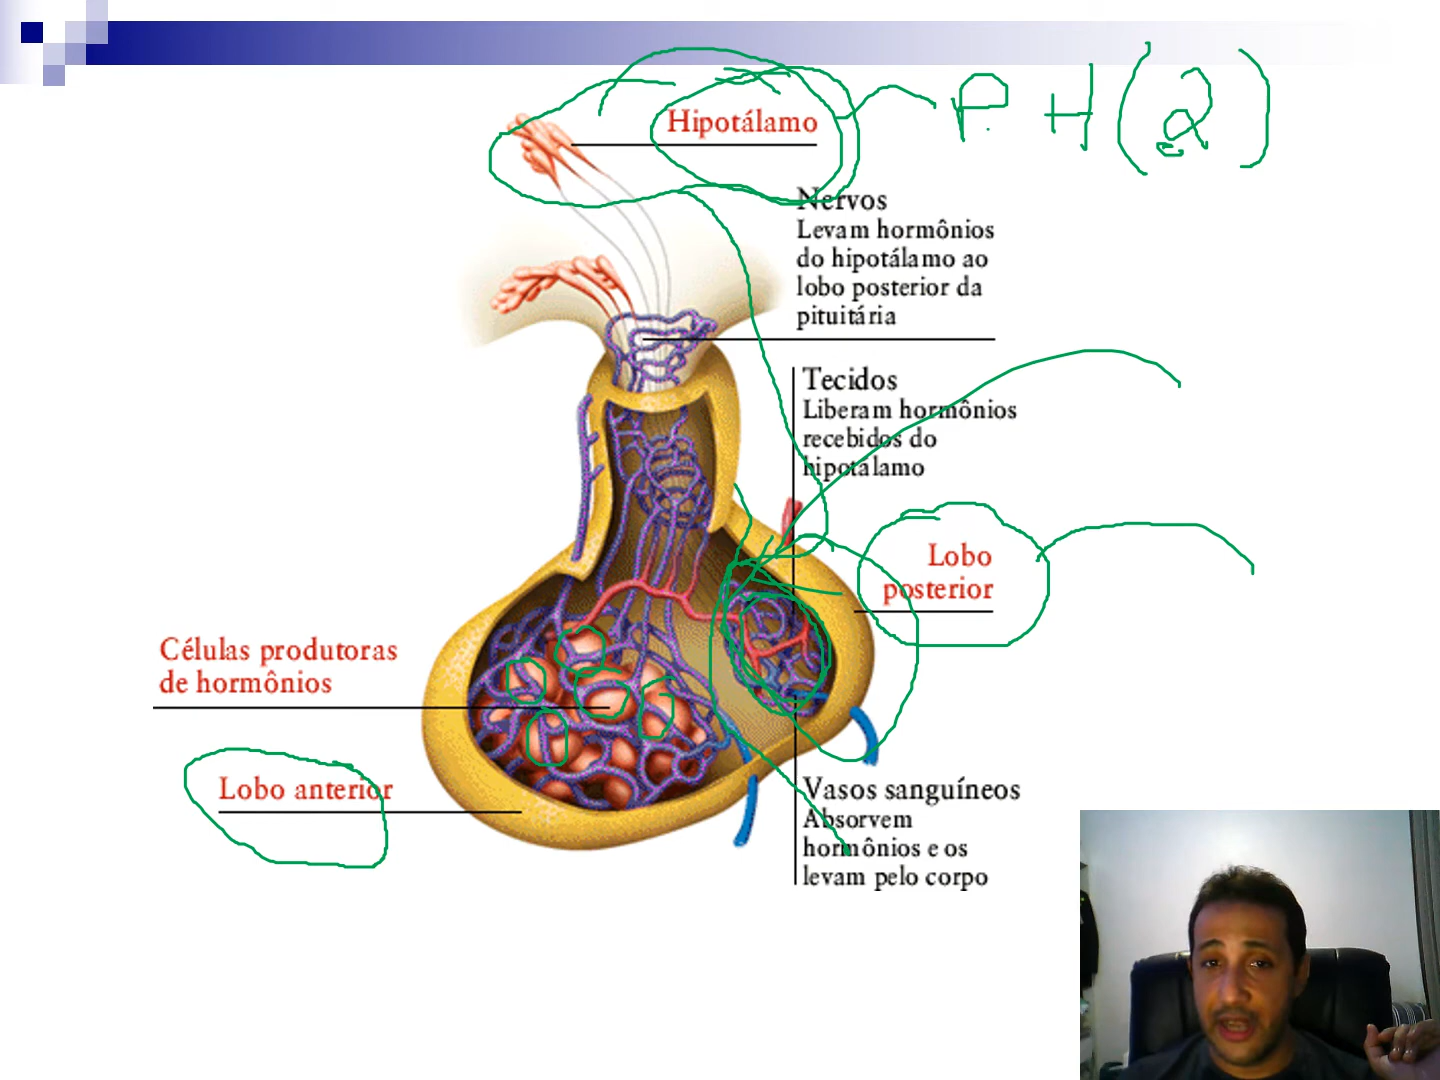 Hipotálamo
P H (2)
Nervos
Levam hormônios
do hipotálamo ao
lobo posterior da
pituitária
Tecidos
Liberam hormônios
recebidos do
hipotálamo
Lobo
posterior
Células produtoras
de hormônios
Lobo anterior
Vasos sanguíneos
Absorvem
hormônios e os
levam pelo corpo